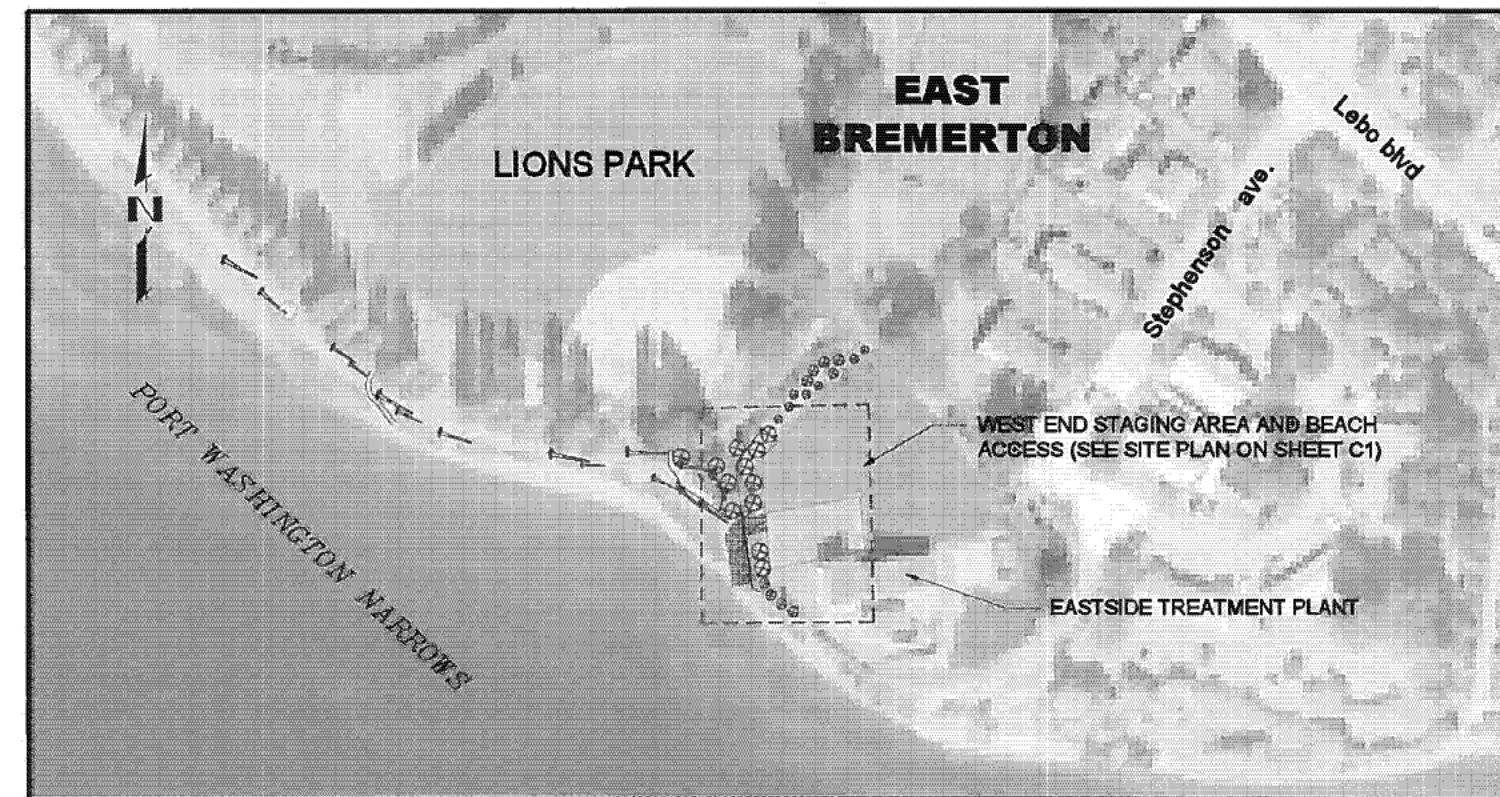 EAST
BREMERTON
LIONS PARK
Lebo blvd
Stephenson ave.
N
PORT WASHINGTON NARROWS
WEST END STAGING AREA AND BEACH
ACCESS (SEE SITE PLAN ON SHEET C1)
EASTSIDE TREATMENT PLANT